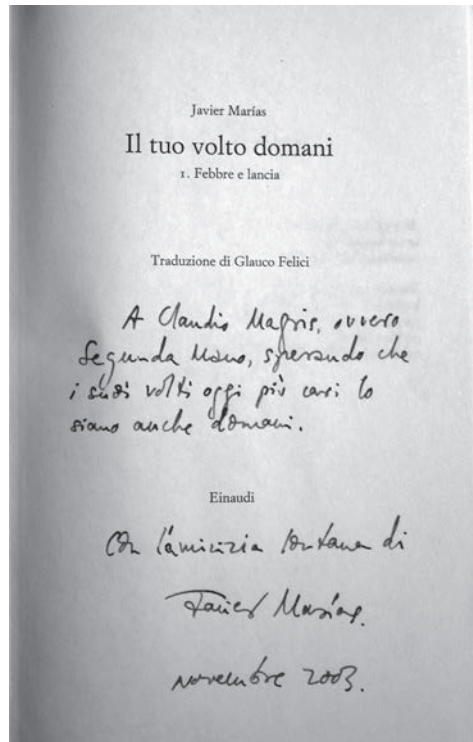 Javier Marías
Il tuo volto domani
1. Febbre e lancia
Traduzione di Glauco Felici
A Claudio Magris, ovvero
Segunda Mano, sperando che
i suoi volti oggi più cari lo
siano anche domani.
Einaudi
Con l'amicizia lontana di
Javier Marías.
novembre 2003.